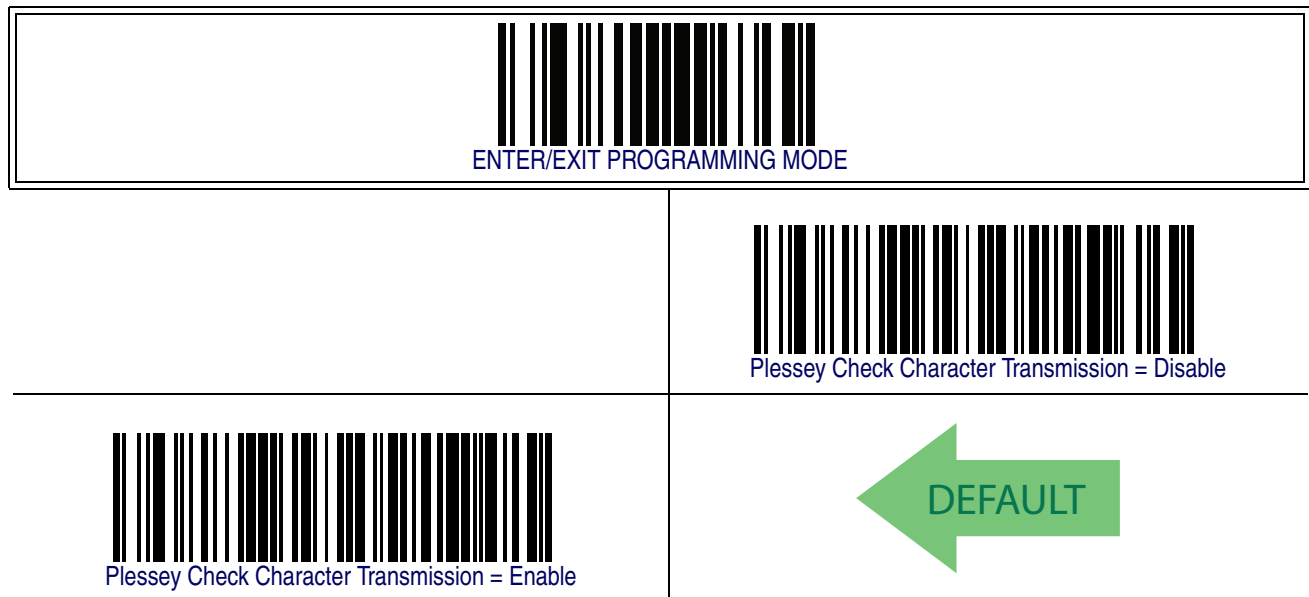 ENTER/EXIT PROGRAMMING MODE
Plessey Check Character Transmission = Disable
Plessey Check Character Transmission = Enable
DEFAULT